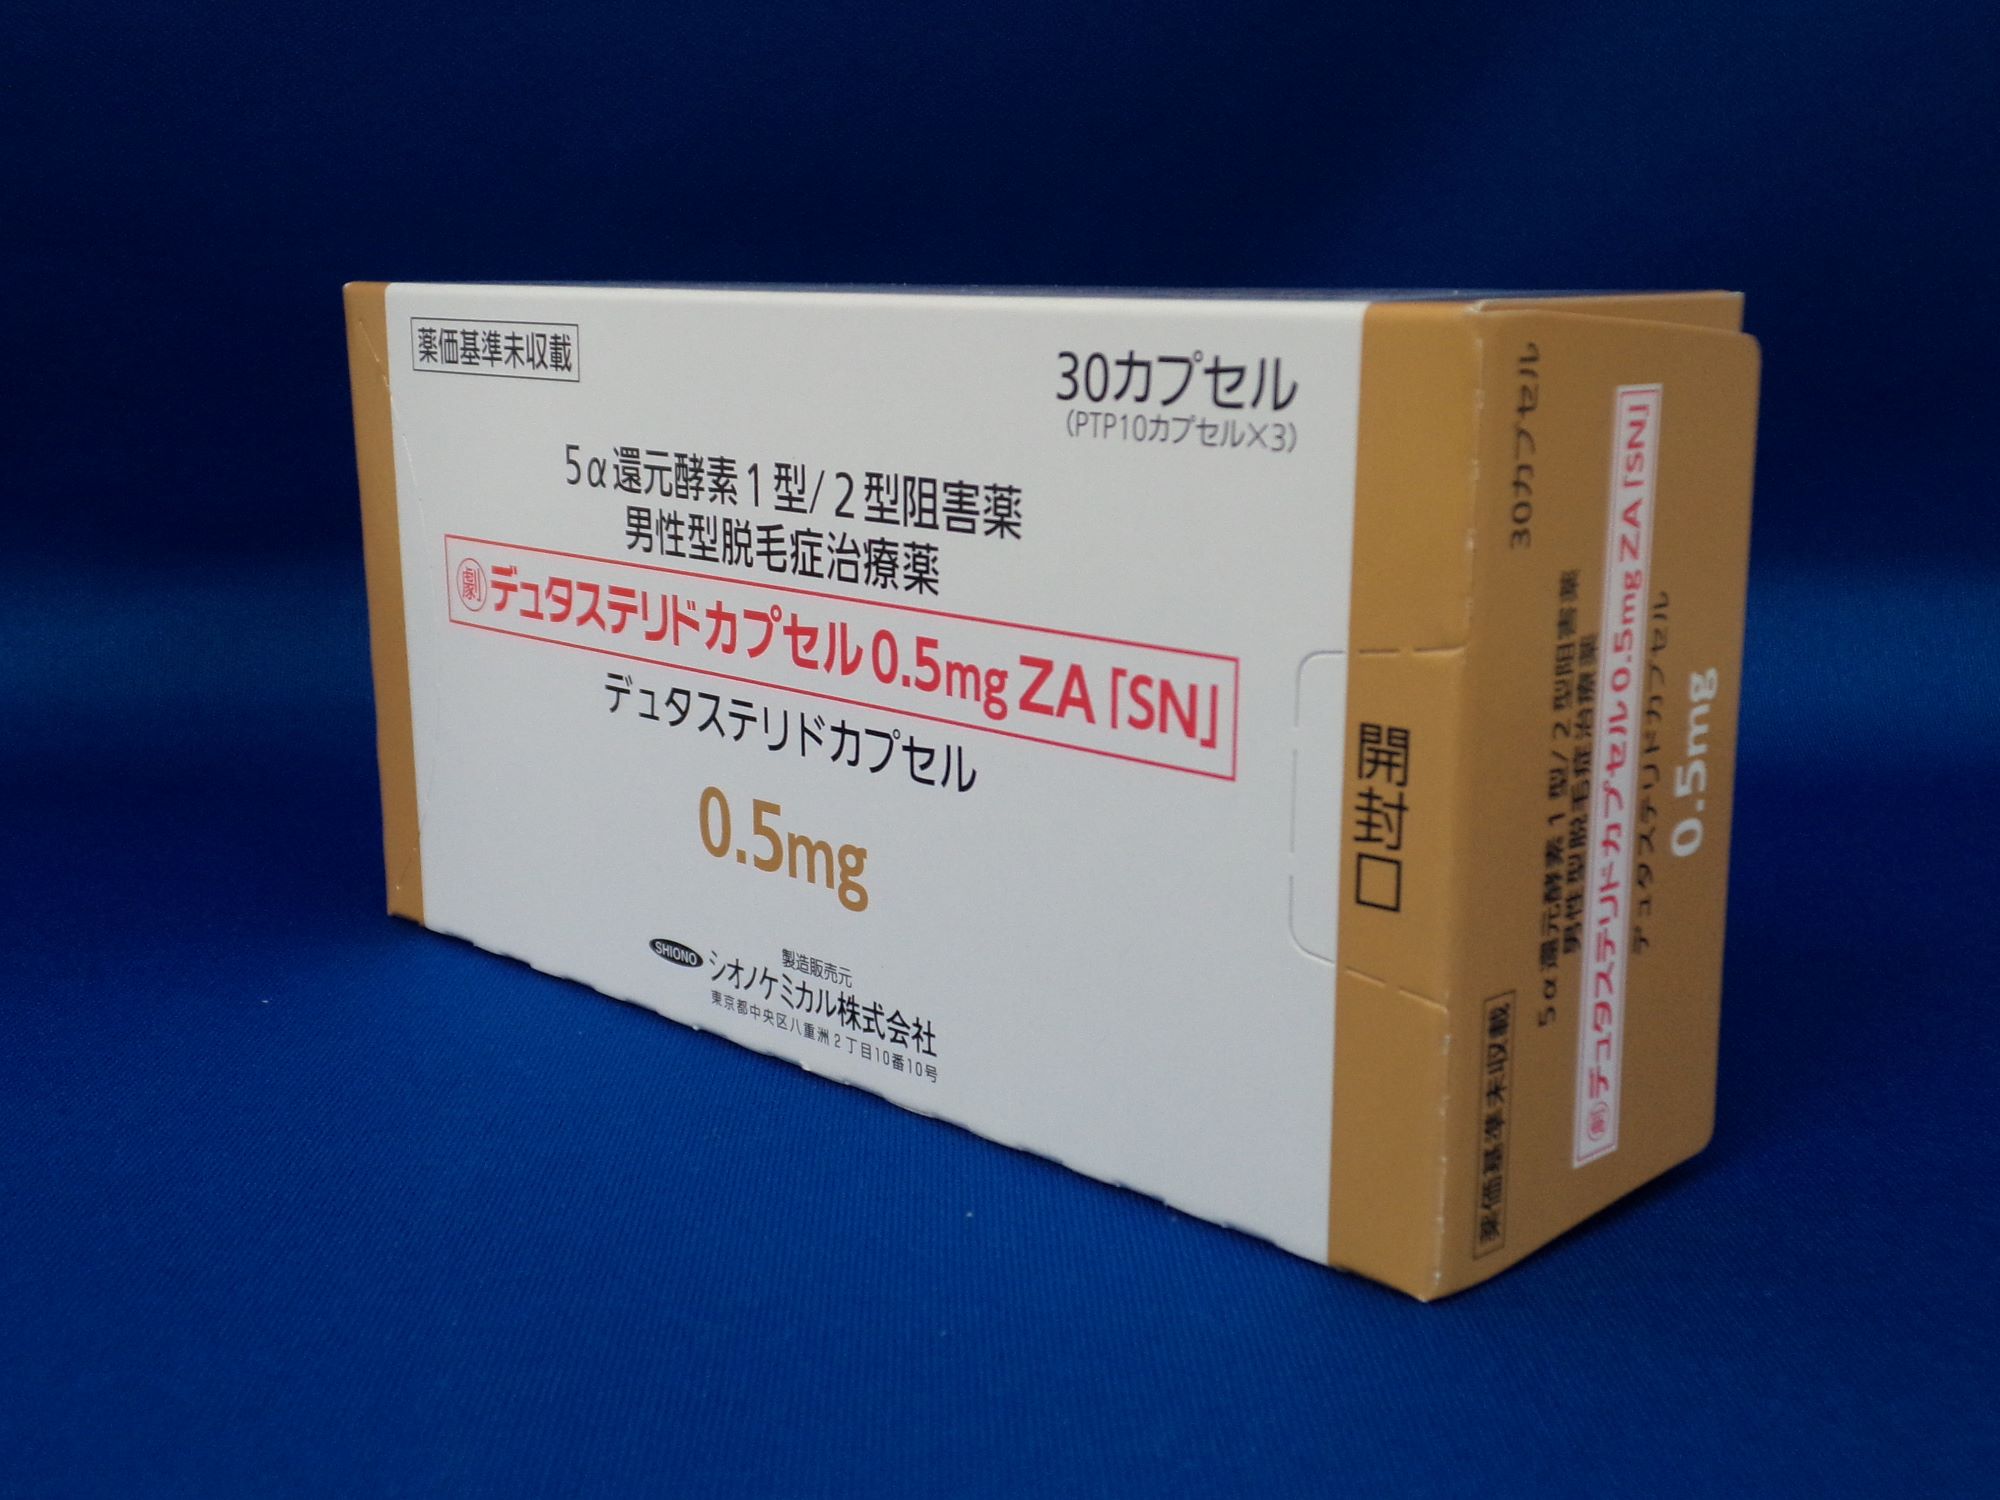 薬価基準未収載
30カプセル
(PTP10カプセル×3)
5α還元酵素1型/2型阻害薬
男性型脱毛症治療薬
劇 デュタステリドカプセル0.5mg ZA「SN」
デュタステリドカプセル
0.5mg
製造販売元
SHIONO シオノケミカル株式会社
東京都中央区八重洲2丁目10番10号
開封口
30カプセル
5α還元酵素1型/2型阻害薬
男性型脱毛症治療薬
劇 デュタステリドカプセル0.5mg ZA「SN」
デュタステリドカプセル
0.5mg
薬価基準未収載